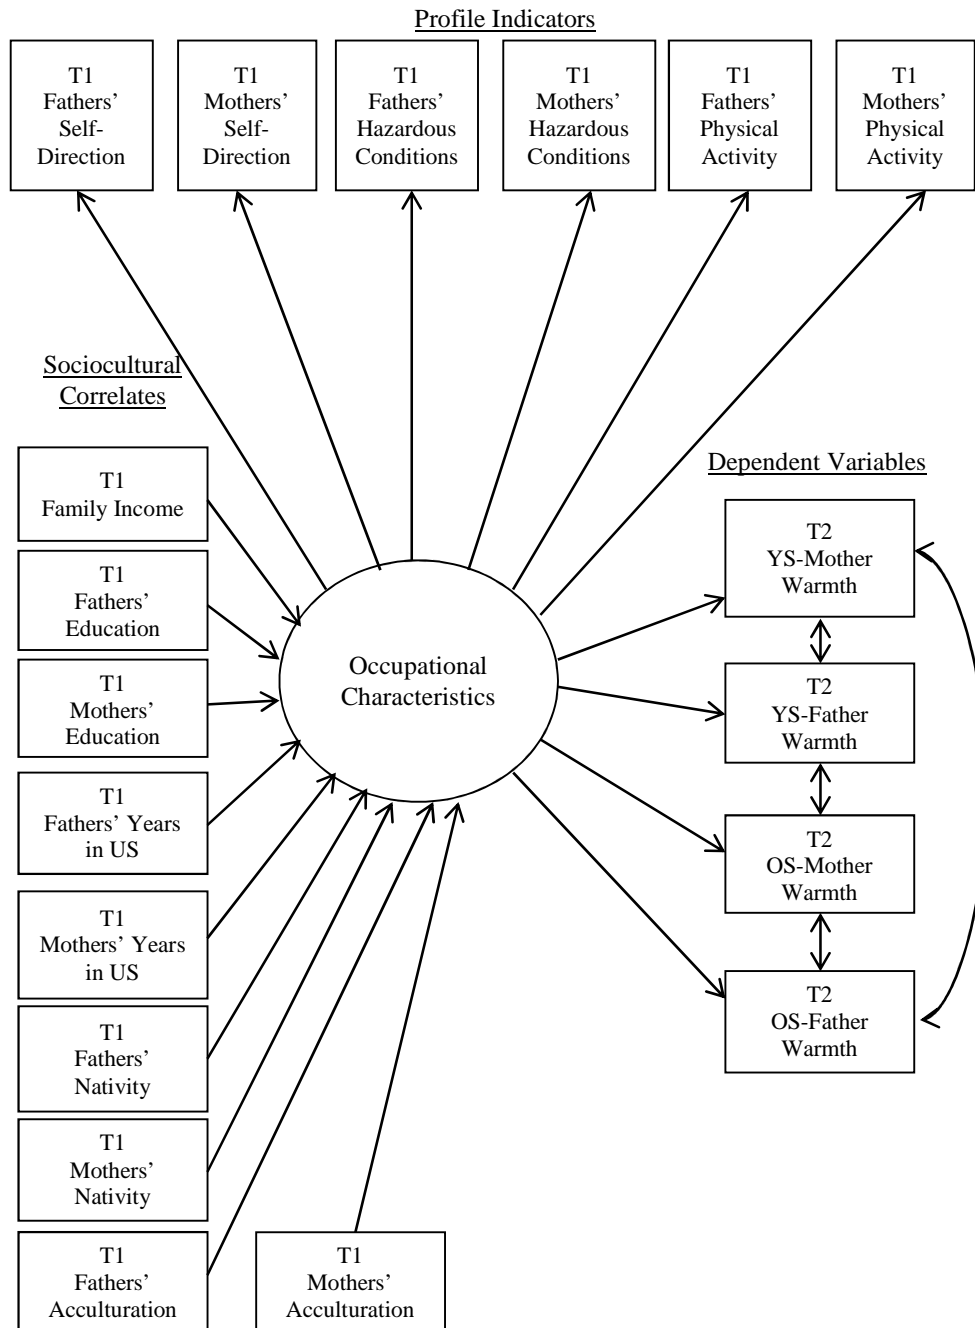 Profile Indicators
T1
Fathers’
Self-
Direction
T1
Mothers’
Self-
Direction
T1
Fathers’
Hazardous
Conditions
T1
Mothers’
Hazardous
Conditions
T1
Fathers’
Physical
Activity
T1
Mothers’
Physical
Activity
Sociocultural
Correlates
T1
Family Income
T1
Fathers’
Education
T1
Mothers’
Education
T1
Fathers’ Years
in US
T1
Mothers’ Years
in US
T1
Fathers’
Nativity
T1
Mothers’
Nativity
T1
Fathers’
Acculturation
T1
Mothers’
Acculturation
Occupational
Characteristics
Dependent Variables
T2
YS-Mother
Warmth
T2
YS-Father
Warmth
T2
OS-Mother
Warmth
T2
OS-Father
Warmth